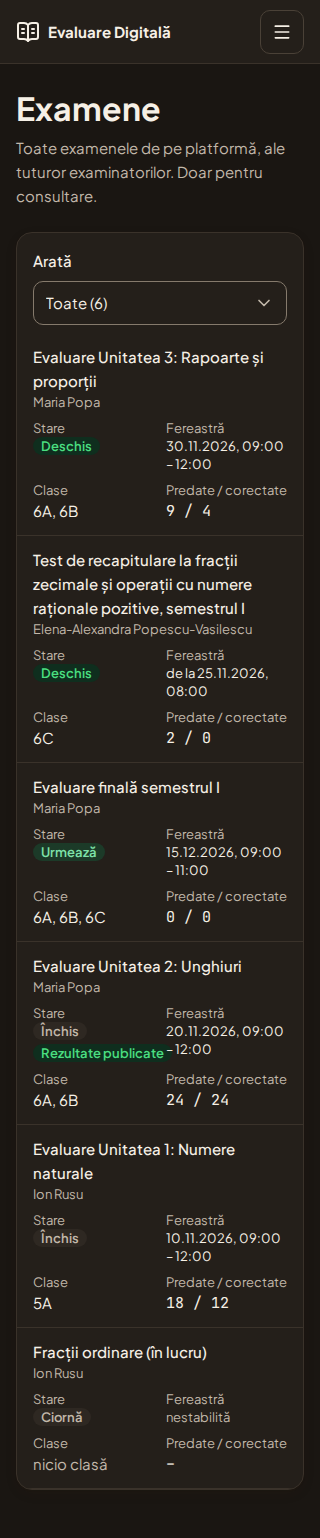 Evaluare Digitală
Examene
Toate examenele de pe platformă, ale
tuturor examinatorilor. Doar pentru
consultare.
Arată
Toate (6)
Evaluare Unitatea 3: Rapoarte și
proporții
Maria Popa
Stare Fereastră
Deschis 30.11.2026, 09:00
–12:00
Clase Predate / corectate
6A, 6B 9 / 4
Test de recapitulare la fracții
zecimale și operații cu numere
raționale pozitive, semestrul I
Elena-Alexandra Popescu-Vasilescu
Stare Fereastră
Deschis de la 25.11.2026,
08:00
Clase Predate / corectate
6C 2 / 0
Evaluare finală semestrul I
Maria Popa
Stare Fereastră
Urmează 15.12.2026, 09:00
–11:00
Clase Predate / corectate
6A, 6B, 6C 0 / 0
Evaluare Unitatea 2: Unghiuri
Maria Popa
Stare Fereastră
Închis 20.11.2026, 09:00
Rezultate publicate –12:00
Clase Predate / corectate
6A, 6B 24 / 24
Evaluare Unitatea 1: Numere
naturale
Ion Rusu
Stare Fereastră
Închis 10.11.2026, 09:00
–12:00
Clase Predate / corectate
5A 18 / 12
Fracții ordinare (în lucru)
Ion Rusu
Stare Fereastră
Ciornă nestabilită
Clase Predate / corectate
nicio clasă –